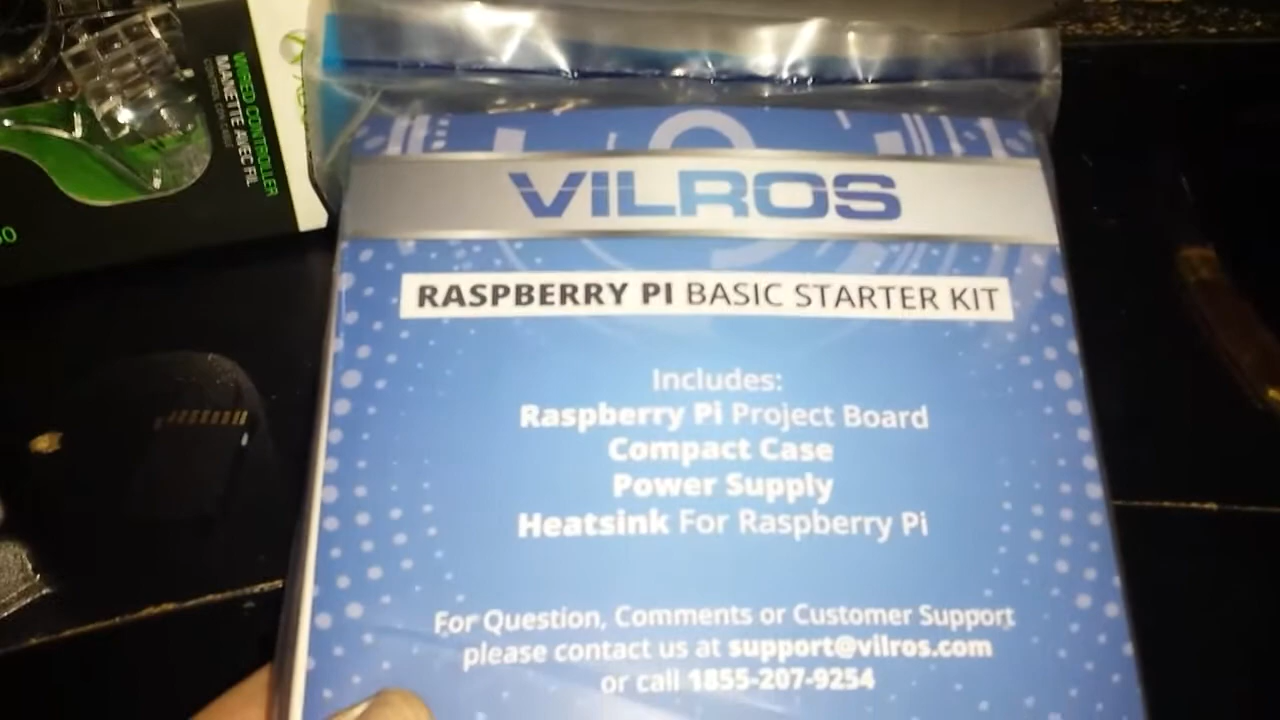 WIRED CONTROLLER
MANETTE AVEC FIL
VILROS
RASPBERRY PI BASIC STARTER KIT
Includes:
Raspberry Pi Project Board
Compact Case
Power Supply
Heatsink For Raspberry Pi
For Question, Comments or Customer Support
please contact us at support@vilros.com
or call 1855-207-9254